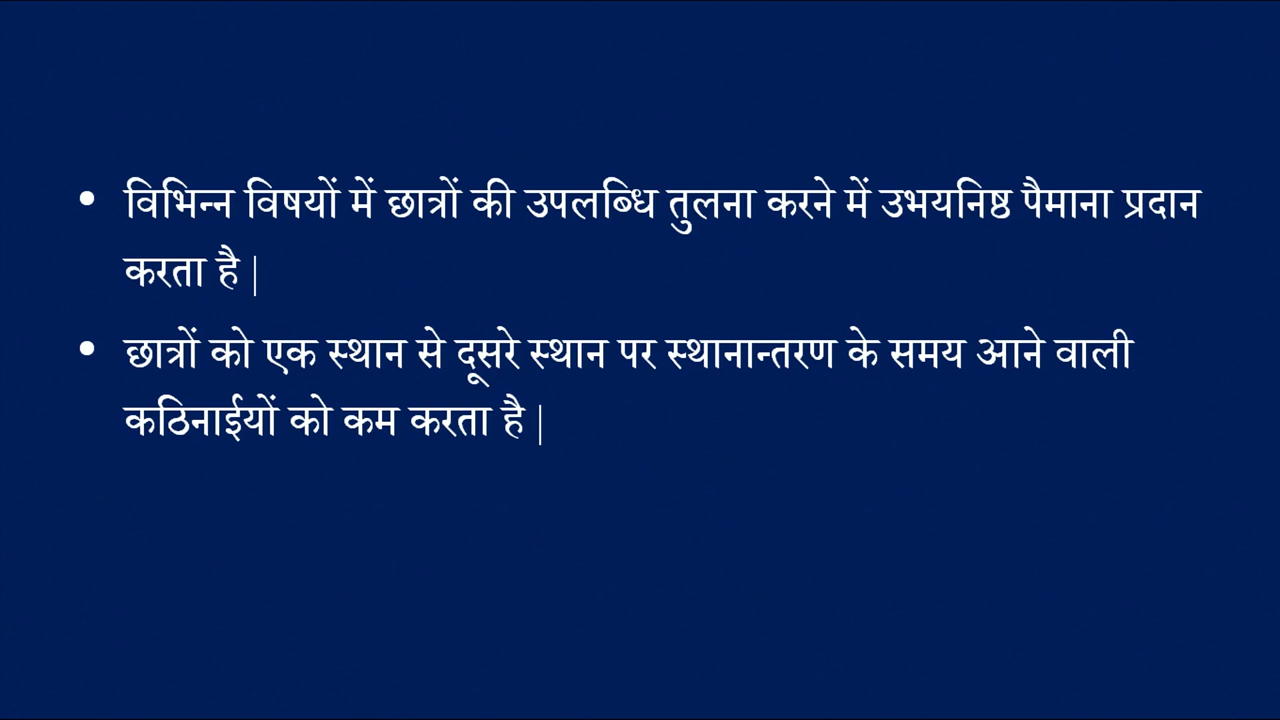 • विभिन्न विषयों में छात्रों की उपलब्धि तुलना करने में उभयनिष्ठ पैमाना प्रदान
करता है |
• छात्रों को एक स्थान से दूसरे स्थान पर स्थानान्तरण के समय आने वाली
कठिनाईयों को कम करता है |